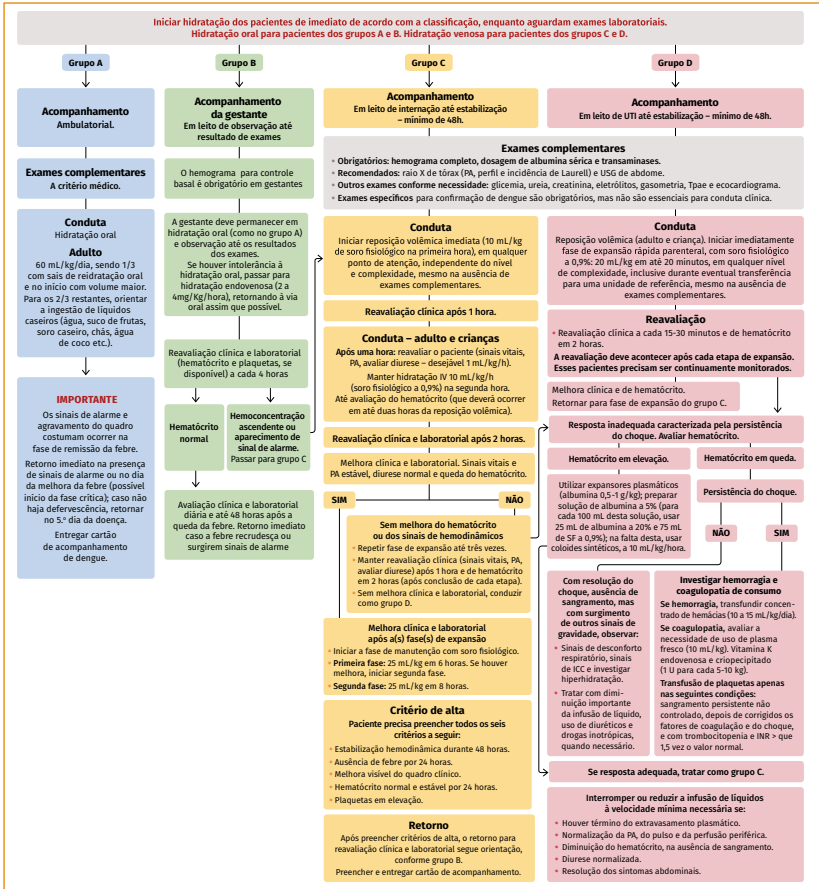 Iniciar hidratação dos pacientes de imediato de acordo com a classificação, enquanto aguardam exames laboratoriais.
Hidratação oral para pacientes dos grupos A e B. Hidratação venosa para pacientes dos grupos C e D.
Grupo A
Acompanhamento
Ambulatorial.
Exames complementares
A critério médico.
Conduta
Hidratação oral
Adulto
60 mL/kg/dia, sendo 1/3
com sais de reidratação oral
e no início com volume maior.
Para os 2/3 restantes, orientar
a ingestão de líquidos
caseiros (água, suco de frutas,
soro caseiro, chás, água
de coco etc.).
IMPORTANTE
Os sinais de alarme e
agravamento do quadro
costumam ocorrer na
fase de remissão da febre.
Retorno imediato na presença
de sinais de alarme ou no dia
da melhora da febre (possível
início da fase crítica); caso não
haja defervescência, retornar
no 5.º dia da doença.
Entregar cartão
de acompanhamento
de dengue.
Grupo B
Acompanhamento
da gestante
Em leito de observação até
resultado de exames
O hemograma para controle
basal é obrigatório em gestantes
A gestante deve permanecer em
hidratação oral (como no grupo A)
e observação até os resultados
dos exames.
Se houver intolerância à
hidratação oral, passar para
hidratação endovenosa (2 a
4mg/Kg/hora), retornando à via
oral assim que possível.
Reavaliação clínica e laboratorial
(hematócrito e plaquetas, se
disponível) a cada 4 horas
Hematócrito
normal
Hemoconcentração
ascendente ou
aparecimento de
sinal de alarme.
Passar para grupo C
Avaliação clínica e laboratorial
diária e até 48 horas após a
queda da febre. Retorno imediato
caso a febre recrudesça ou
surgirem sinais de alarme
Grupo C
Acompanhamento
Em leito de internação até estabilização
– mínimo de 48h.
Grupo D
Acompanhamento
Em leito de UTI até estabilização – mínimo de 48h.
Exames complementares
• Obrigatórios: hemograma completo, dosagem de albumina sérica e transaminases.
• Recomendados: raio X de tórax (PA, perfil e incidência de Laurell) e USG de abdome.
• Outros exames conforme necessidade: glicemia, ureia, creatinina, eletrólitos, gasometria, Tpae e ecocardiograma.
• Exames específicos para confirmação de dengue são obrigatórios, mas não são essenciais para conduta clínica.
Conduta
Iniciar reposição volêmica imediata (10 mL/kg
de soro fisiológico na primeira hora), em qualquer
ponto de atenção, independente do nível
e complexidade, mesmo na ausência de
exames complementares.
Reavaliação clínica após 1 hora.
Conduta – adulto e crianças
Após uma hora: reavaliar o paciente (sinais vitais,
PA, avaliar diurese – desejável 1 mL/kg/h).
Manter hidratação IV 10 mL/kg/h
(soro fisiológico a 0,9%) na segunda hora.
Até avaliação do hematócrito (que deverá ocorrer
em até duas horas da reposição volêmica).
Reavaliação clínica e laboratorial após 2 horas.
Melhora clínica e laboratorial. Sinais vitais e
PA estável, diurese normal e queda do hematócrito.
SIM
NÃO
Sem melhora do hematócrito
ou dos sinais de hemodinâmicos
• Repetir fase de expansão até três vezes.
• Manter reavaliação clínica (sinais vitais, PA,
avaliar diurese) após 1 hora e de hematócrito
em 2 horas (após conclusão de cada etapa).
• Sem melhora clínica e laboratorial, conduzir
como grupo D.
Melhora clínica e laboratorial
após a(s) fase(s) de expansão
• Iniciar a fase de manutenção com soro fisiológico.
• Primeira fase: 25 mL/kg em 6 horas. Se houver
melhora, iniciar segunda fase.
• Segunda fase: 25 mL/kg em 8 horas.
Critério de alta
Paciente precisa preencher todos os seis
critérios a seguir:
• Estabilização hemodinâmica durante 48 horas.
• Ausência de febre por 24 horas.
• Melhora visível do quadro clínico.
• Hematócrito normal e estável por 24 horas.
• Plaquetas em elevação.
Retorno
Após preencher critérios de alta, o retorno para
reavaliação clínica e laboratorial segue orientação,
conforme grupo B.
Preencher e entregar cartão de acompanhamento.
Conduta
Reposição volêmica (adulto e criança). Iniciar imediatamente
fase de expansão rápida parenteral, com soro fisiológico
a 0,9%: 20 mL/kg em até 20 minutos, em qualquer nível
de complexidade, inclusive durante eventual transferência
para uma unidade de referência, mesmo na ausência de
exames complementares.
Reavaliação
• Reavaliação clínica a cada 15-30 minutos e de hematócrito
em 2 horas.
A reavaliação deve acontecer após cada etapa de expansão.
Esses pacientes precisam ser continuamente monitorados.
Melhora clínica e de hematócrito.
Retornar para fase de expansão do grupo C.
Resposta inadequada caracterizada pela persistência
do choque. Avaliar hematócrito.
Hematócrito em elevação.
Hematócrito em queda.
Utilizar expansores plasmáticos
(albumina 0,5-1 g/kg); preparar
solução de albumina a 5% (para
cada 100 mL desta solução, usar
25 mL de albumina a 20% e 75 mL
de SF a 0,9%); na falta desta, usar
coloides sintéticos, a 10 mL/kg/hora.
Persistência do choque.
NÃO
SIM
Com resolução do
choque, ausência de
sangramento, mas
com surgimento
de outros sinais de
gravidade, observar:
• Sinais de desconforto
respiratório, sinais
de ICC e investigar
hiperhidratação.
• Tratar com dimi-
nuição importante
da infusão de líquido,
uso de diuréticos e
drogas inotrópicas,
quando necessário.
Investigar hemorragia e
coagulopatia de consumo
Se hemorragia, transfundir concen-
trado de hemácias (10 a 15 mL/kg/dia).
Se coagulopatia, avaliar a
necessidade de uso de plasma
fresco (10 mL/kg). Vitamina K
endovenosa e criopecipitado
(1 U para cada 5-10 kg).
Transfusão de plaquetas apenas
nas seguintes condições:
sangramento persistente não
controlado, depois de corrigidos os
fatores de coagulação e do choque,
e com trombocitopenia e INR > que
1,5 vez o valor normal.
Se resposta adequada, tratar como grupo C.
Interromper ou reduzir a infusão de líquidos
à velocidade mínima necessária se:
• Houver término do extravasamento plasmático.
• Normalização da PA, do pulso e da perfusão periférica.
• Diminuição do hematócrito, na ausência de sangramento.
• Diurese normalizada.
• Resolução dos sintomas abdominais.